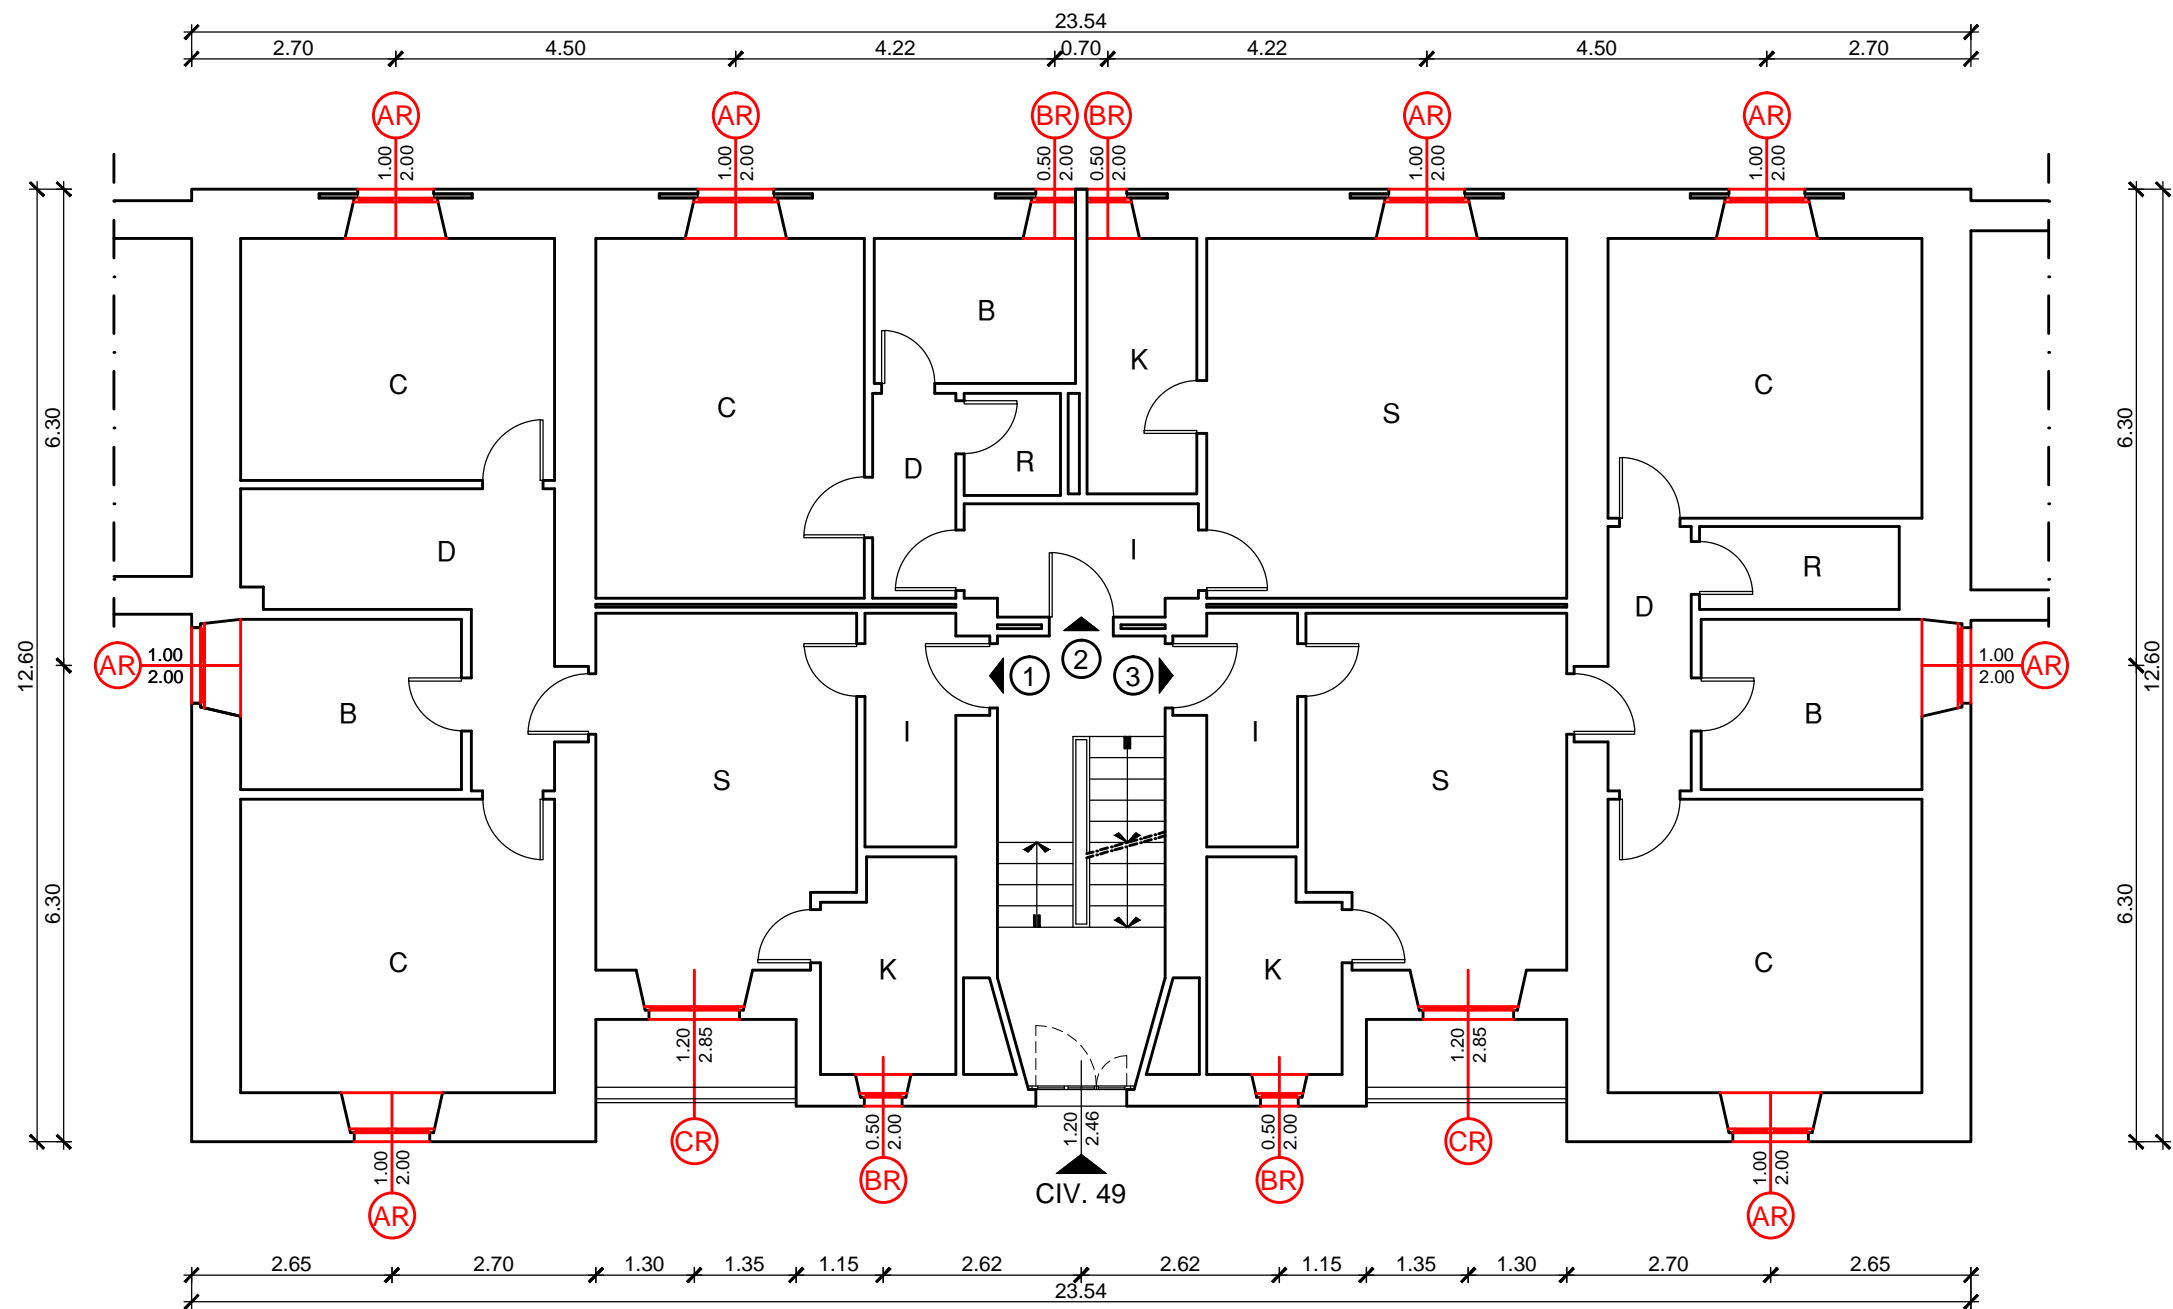 23.54
2.70 4.50 4.22 0.70 4.22 4.50 2.70
AR AR BR BR AR AR
1.00 2.00 1.00 2.00 0.50 2.00 0.50 2.00 1.00 2.00 1.00 2.00
B
K
C C C
S
6.30 6.30
D R
D I R
D
12.60 12.60
AR 1.00 2.00 1 2 3 1.00 2.00 AR
B I I B
S S
6.30 6.30
C K K C
1.20 2.85 1.20 2.85
0.50 2.00 1.20 2.46 0.50 2.00
CR CR
1.00 2.00 1.00 2.00
BR CIV. 49 BR
AR AR
2.65 2.70 1.30 1.35 1.15 2.62 2.62 1.15 1.35 1.30 2.70 2.65
23.54